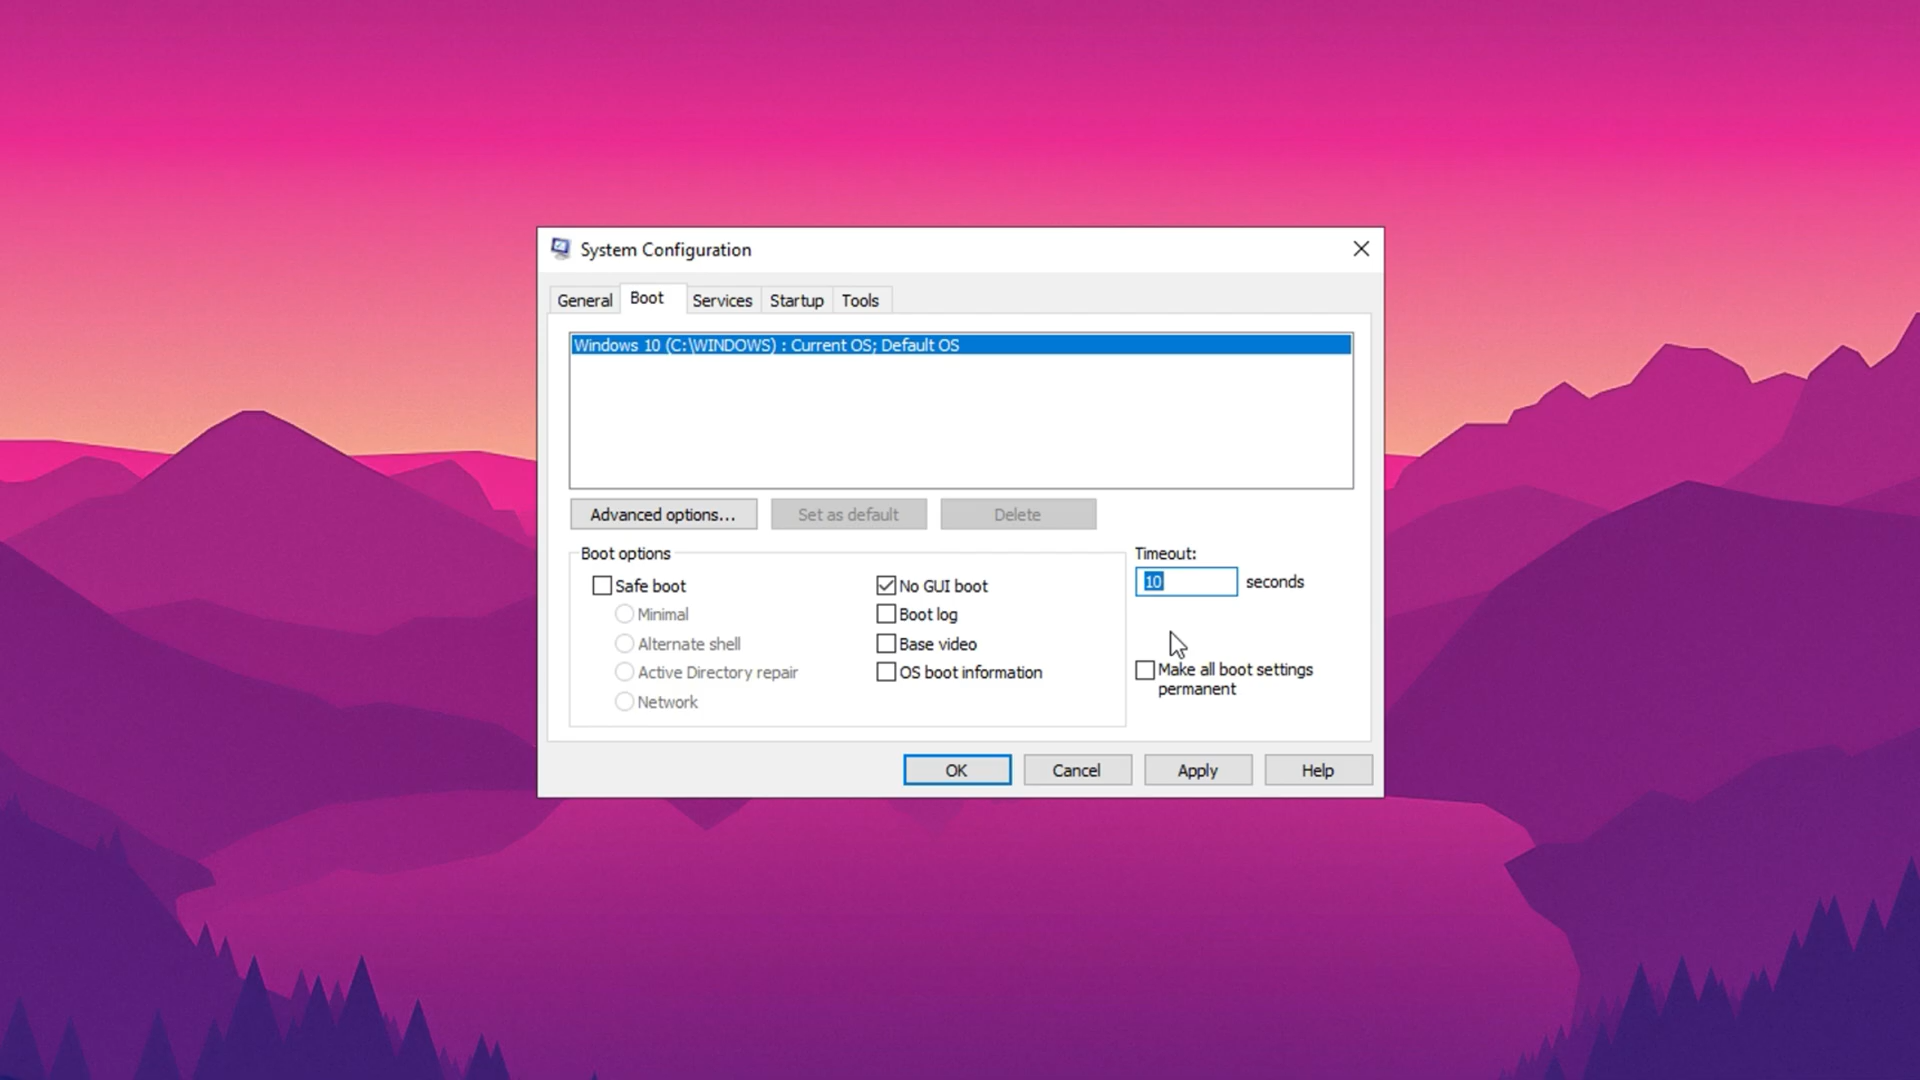 System Configuration
General Boot Services Startup Tools
Windows 10 (C:\WINDOWS) : Current OS; Default OS
Advanced options... Set as default Delete
Boot options
Safe boot
Minimal
Alternate shell
Active Directory repair
Network
No GUI boot
Boot log
Base video
OS boot information
Timeout:
10 seconds
Make all boot settings
permanent
OK Cancel Apply Help